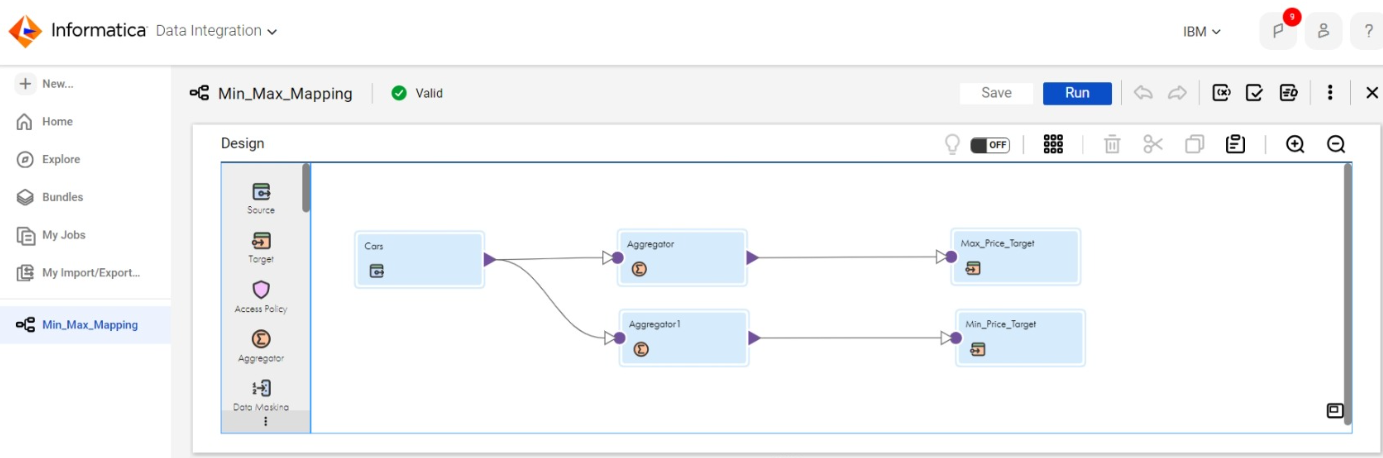 Informatica Data Integration
IBM
9
?
New...
Home
Explore
Bundles
My Jobs
My Import/Export...
Min_Max_Mapping
Min_Max_Mapping
Valid
Save
Run
Design
OFF
Source
Target
Access Policy
Aggregator
Data Masking
Cars
Aggregator
Max_Price_Target
Aggregator1
Min_Price_Target